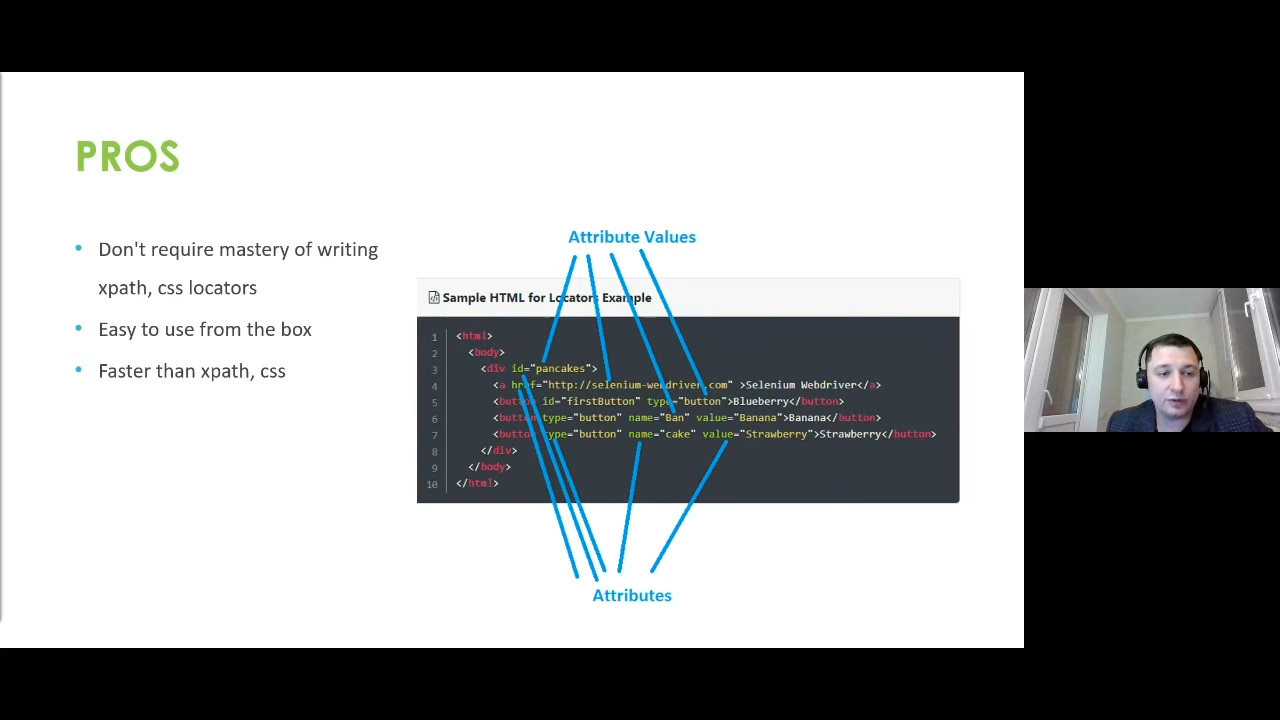 PROS
Don't require mastery of writing
xpath, css locators
Easy to use from the box
Faster than xpath, css
Attribute Values
Sample HTML for Locators Example
1 <html>
2 <body>
3 <div id="pancakes">
4 <a href="http://selenium-webdriver.com" >Selenium Webdriver</a>
5 <button id="firstButton" type="button">Blueberry</button>
6 <button type="button" name="Ban" value="Banana">Banana</button>
7 <button type="button" name="cake" value="Strawberry">Strawberry</button>
8 </div>
9 </body>
10 </html>
Attributes